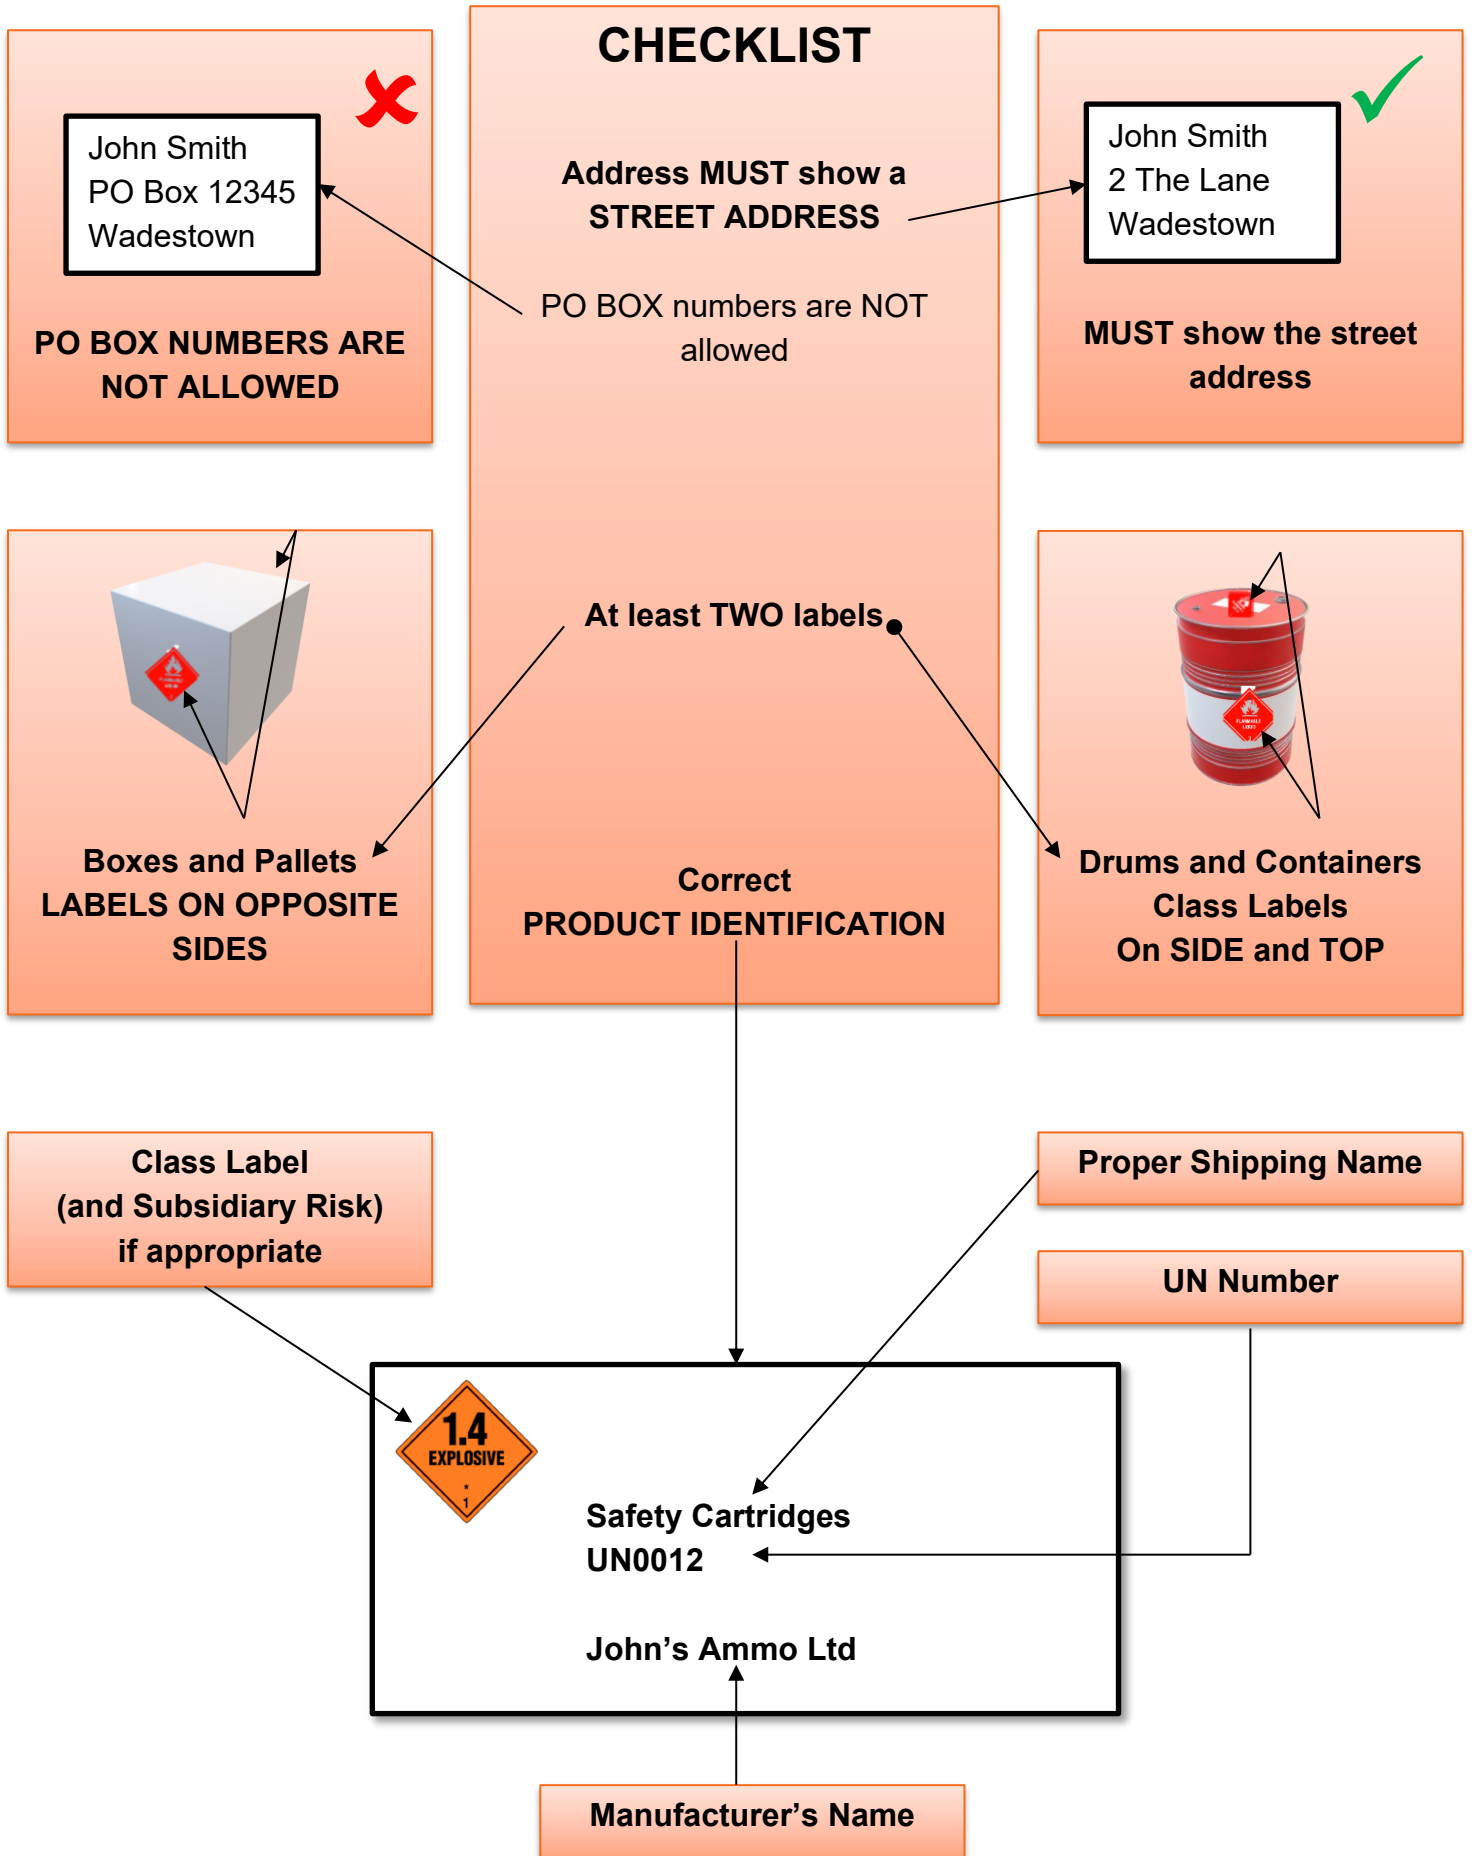 CHECKLIST
John Smith
PO Box 12345
Wadestown
PO BOX NUMBERS ARE
NOT ALLOWED
Address MUST show a
STREET ADDRESS
PO BOX numbers are NOT
allowed
John Smith
2 The Lane
Wadestown
MUST show the street
address
At least TWO labels
Boxes and Pallets
LABELS ON OPPOSITE
SIDES
Correct
PRODUCT IDENTIFICATION
FLAMMABLE
LIQUID
3
Drums and Containers
Class Labels
On SIDE and TOP
Class Label
(and Subsidiary Risk)
if appropriate
Proper Shipping Name
UN Number
1.4
EXPLOSIVE
*
1
Safety Cartridges
UN0012
John's Ammo Ltd
Manufacturer's Name